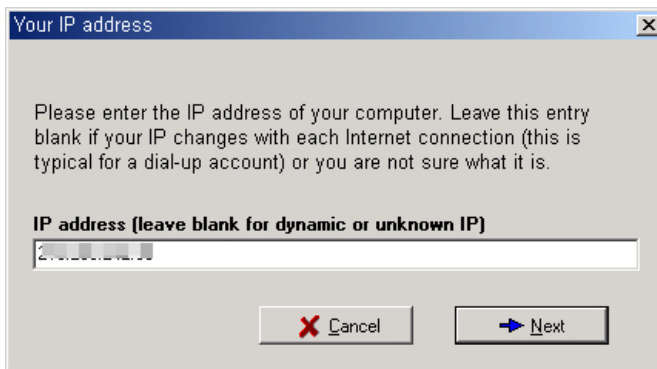 Your IP address
Please enter the IP address of your computer. Leave this entry
blank if your IP changes with each Internet connection (this is
typical for a dial-up account) or you are not sure what it is.
IP address (leave blank for dynamic or unknown IP)
Cancel
Next